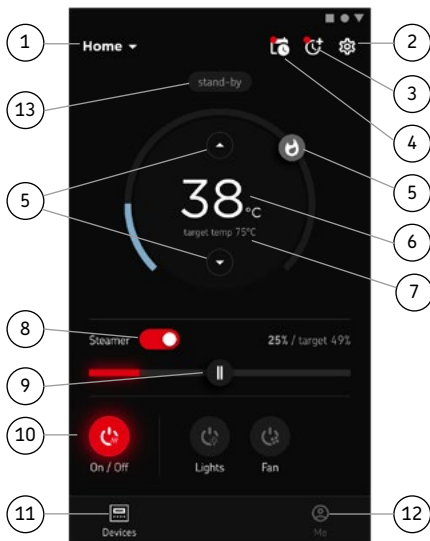 1
Home
2
3
13
stand-by
4
5
5
38 °C
6
target temp 75°C
7
8
Steamer
25% / target 49%
9
10
On / Off
Lights
Fan
11
12
Devices
Me